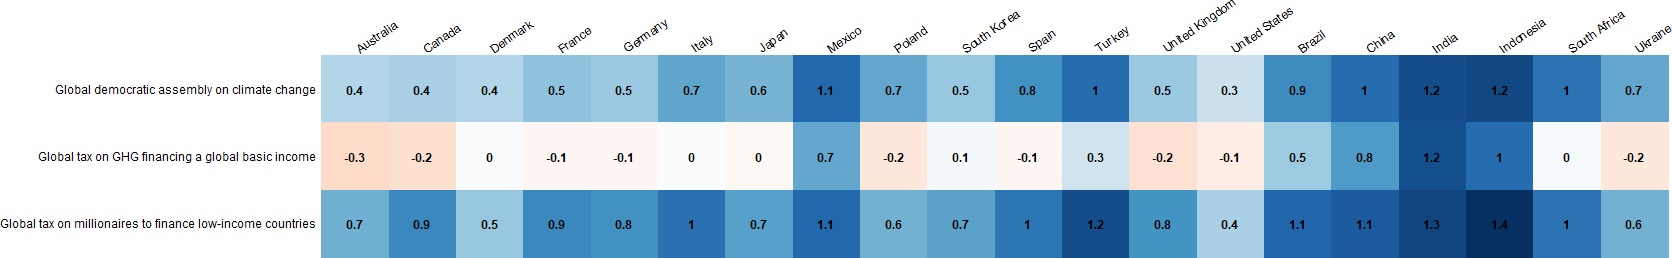 Australia Canada Denmark France Germany Italy Japan Mexico Poland South Korea Spain Turkey United Kingdom United States Brazil China India Indonesia South Africa Ukraine
Global democratic assembly on climate change 0.4 0.4 0.4 0.5 0.5 0.7 0.6 1.1 0.7 0.5 0.8 1 0.5 0.3 0.9 1 1.2 1.2 1 0.7
Global tax on GHG financing a global basic income -0.3 -0.2 0 -0.1 -0.1 0 0 0.7 -0.2 0.1 -0.1 0.3 -0.2 -0.1 0.5 0.8 1.2 1 0 -0.2
Global tax on millionaires to finance low-income countries 0.7 0.9 0.5 0.9 0.8 1 0.7 1.1 0.6 0.7 1 1.2 0.8 0.4 1.1 1.1 1.3 1.4 1 0.6